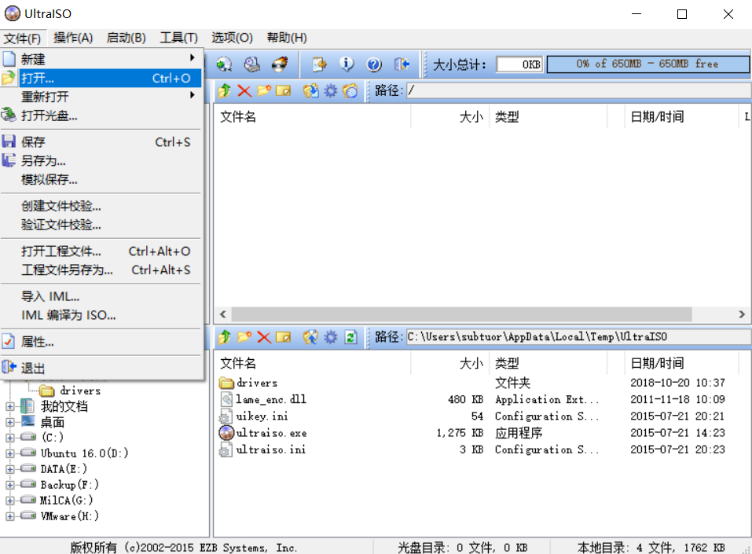 UltraISO
文件(F) 操作(A) 启动(B) 工具(T) 选项(O) 帮助(H)
新建
打开... Ctrl+O
重新打开
打开光盘...
保存 Ctrl+S
另存为...
模拟保存...
创建文件校验...
验证文件校验...
打开工程文件... Ctrl+Alt+O
工程文件另存为... Ctrl+Alt+S
导入 IML...
IML 编译为 ISO...
属性...
退出
大小总计: 0KB 0% of 650MB - 650MB free
路径: /
文件名 大小 类型 日期/时间 L
路径: C:\Users\subtuor\AppData\Local\Temp\UltraISO
文件名 大小 类型 日期/时间
drivers 文件夹 2018-10-20 10:37
lame_enc.dll 480 KB Application Ext... 2011-11-18 10:09
uikey.ini 54 Configuration S... 2015-07-21 20:21
ultraiso.exe 1,275 KB 应用程序 2015-07-21 14:23
ultraiso.ini 3 KB Configuration S... 2015-07-21 20:23
drivers
我的文档
桌面
(C:)
Ubuntu 16.0(D:)
DATA(E:)
Backup(F:)
MilCA(G:)
VMware(H:)
版权所有 (c)2002-2015 EZB Systems, Inc. 光盘目录: 0 文件, 0 KB 本地目录: 4 文件, 1762 KB